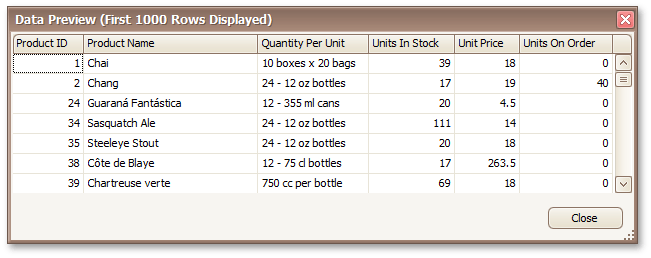 Data Preview (First 1000 Rows Displayed)
Product ID Product Name Quantity Per Unit Units In Stock Unit Price Units On Order
1 Chai 10 boxes x 20 bags 39 18 0
2 Chang 24 - 12 oz bottles 17 19 40
24 Guaraná Fantástica 12 - 355 ml cans 20 4.5 0
34 Sasquatch Ale 24 - 12 oz bottles 111 14 0
35 Steeleye Stout 24 - 12 oz bottles 20 18 0
38 Côte de Blaye 12 - 75 cl bottles 17 263.5 0
39 Chartreuse verte 750 cc per bottle 69 18 0
Close